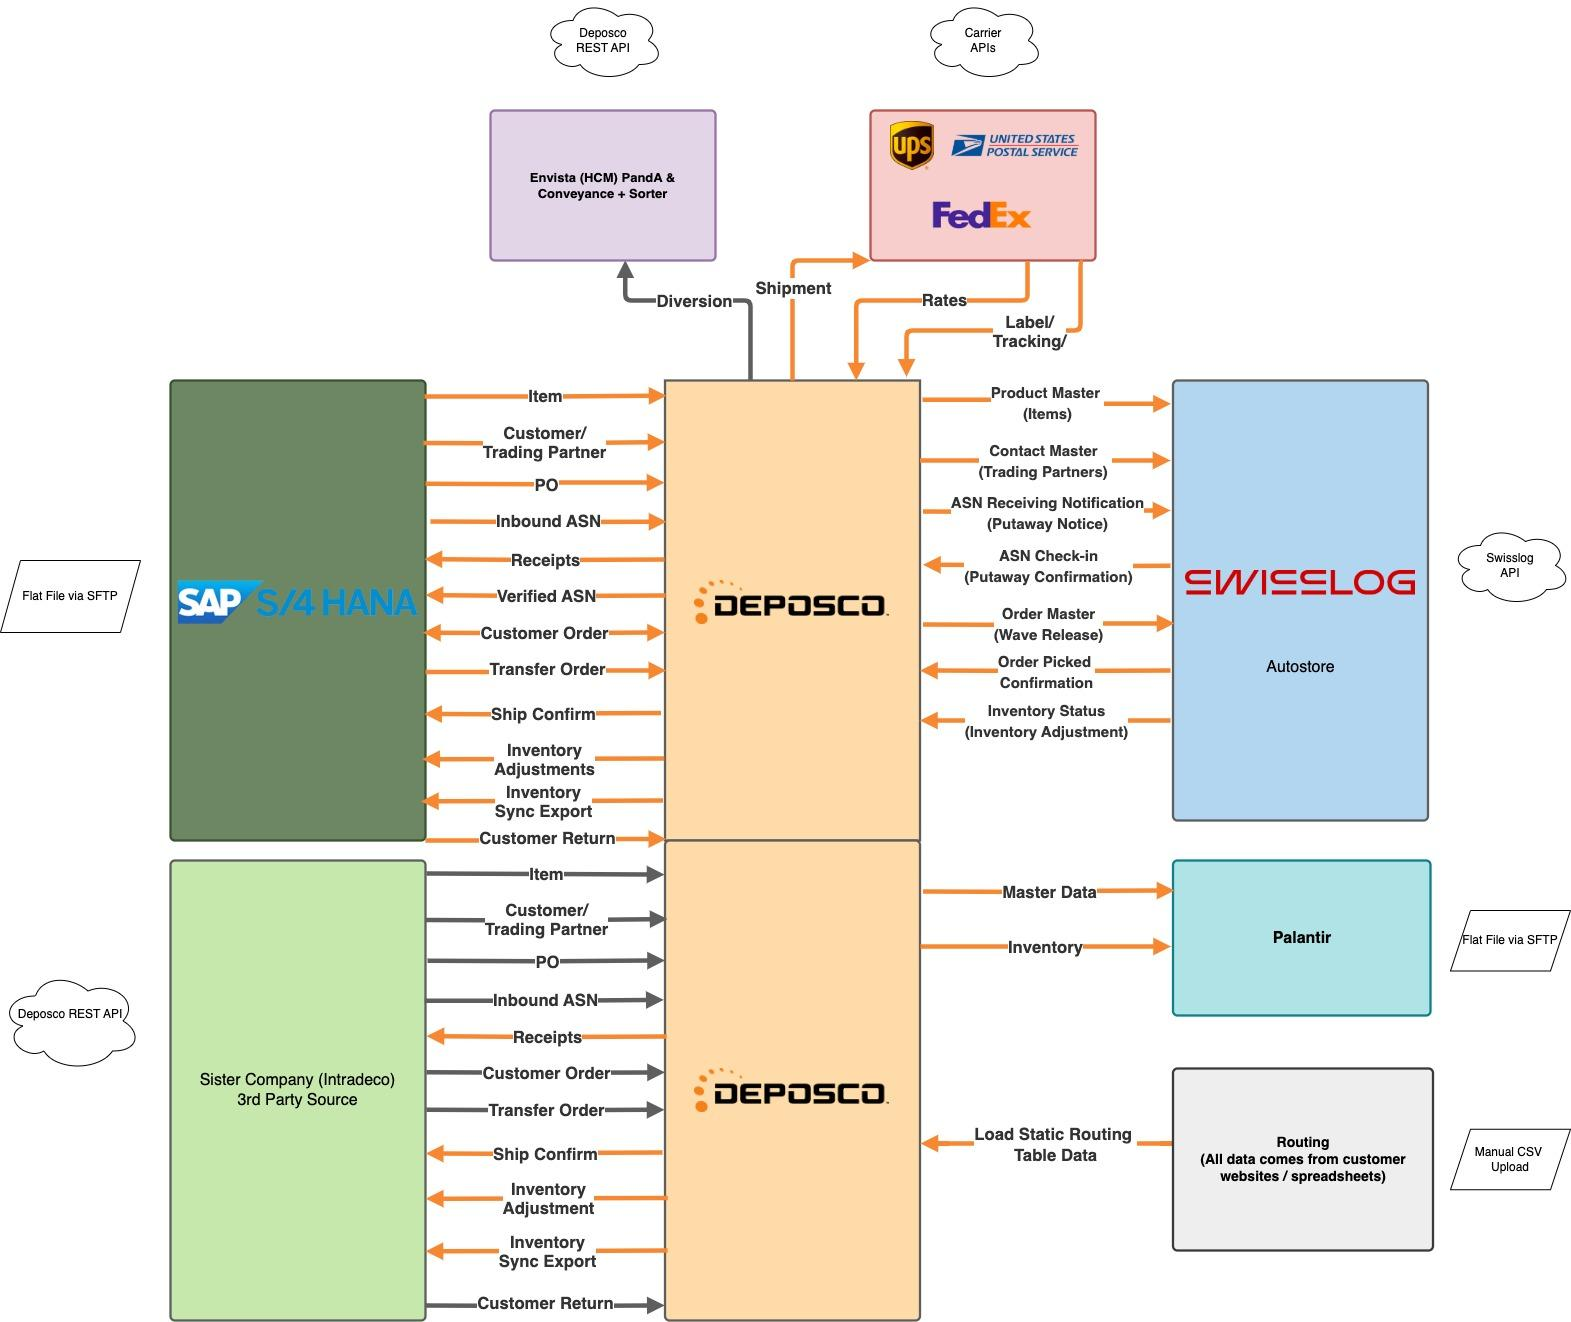 Deposco
REST API
Carrier
APIs
Envista (HCM) PandA &
Conveyance + Sorter
ups
UNITED STATES
POSTAL SERVICE
FedEx
Diversion
Shipment
Rates
Label/
Tracking/
Flat File via SFTP
SAP S/4 HANA
Item
Customer/
Trading Partner
PO
Inbound ASN
Receipts
Verified ASN
Customer Order
Transfer Order
Ship Confirm
Inventory
Adjustments
Inventory
Sync Export
Customer Return
DEPOSCO
Product Master
(Items)
Contact Master
(Trading Partners)
ASN Receiving Notification
(Putaway Notice)
ASN Check-in
(Putaway Confirmation)
Order Master
(Wave Release)
Order Picked
Confirmation
Inventory Status
(Inventory Adjustment)
SWISSLOG
Autostore
Swisslog
API
Deposco REST API
Sister Company (Intradeco)
3rd Party Source
Item
Customer/
Trading Partner
PO
Inbound ASN
Receipts
Customer Order
Transfer Order
Ship Confirm
Inventory
Adjustment
Inventory
Sync Export
Customer Return
DEPOSCO
Master Data
Inventory
Palantir
Flat File via SFTP
Load Static Routing
Table Data
Routing
(All data comes from customer
websites / spreadsheets)
Manual CSV
Upload